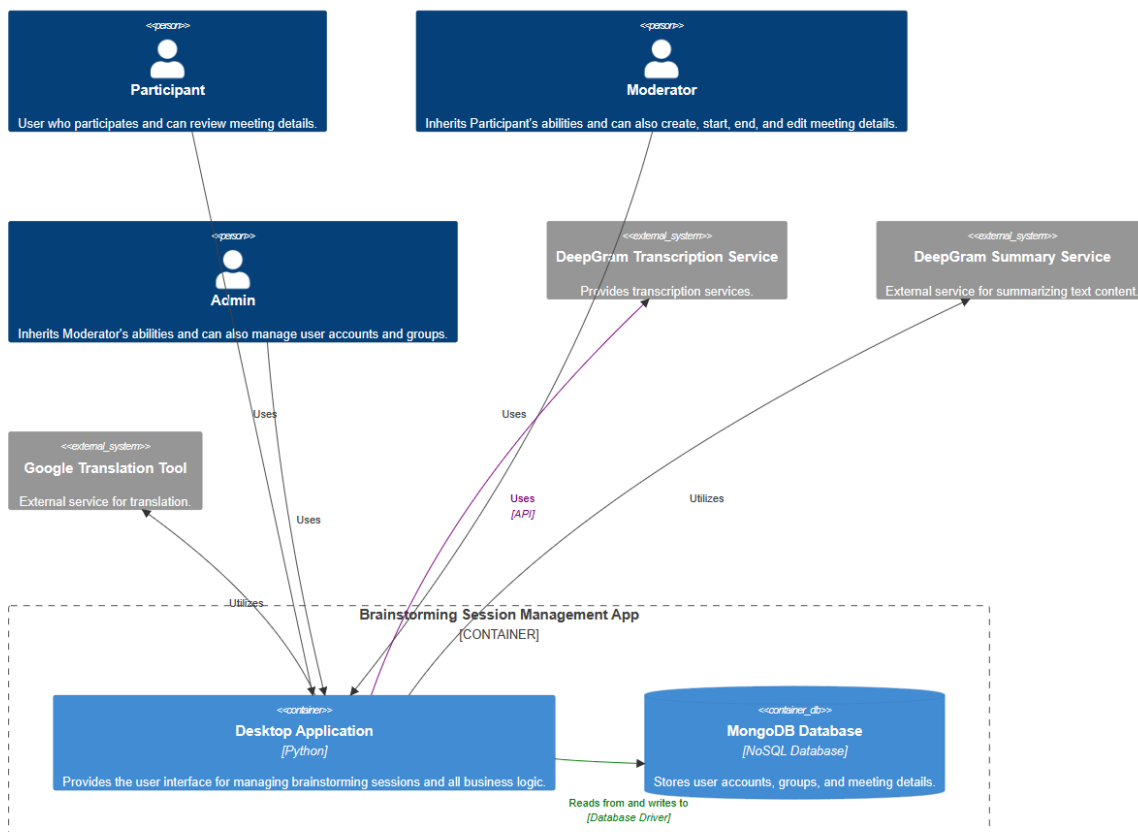 <<person>>
Participant
User who participates and can review meeting details.
<<person>>
Moderator
Inherits Participant's abilities and can also create, start, end, and edit meeting details.
<<person>>
Admin
Inherits Moderator's abilities and can also manage user accounts and groups.
<<external_system>>
DeepGram Transcription Service
Provides transcription services.
<<external_system>>
DeepGram Summary Service
External service for summarizing text content.
Uses
Uses
<<external_system>>
Google Translation Tool
External service for translation.
Uses
Uses
[API]
Utilizes
Utilizes
Brainstorming Session Management App
[CONTAINER]
<<container>>
Desktop Application
[Python]
Provides the user interface for managing brainstorming sessions and all business logic.
<<container_db>>
MongoDB Database
[NoSQL Database]
Stores user accounts, groups, and meeting details.
Reads from and writes to
[Database Driver]